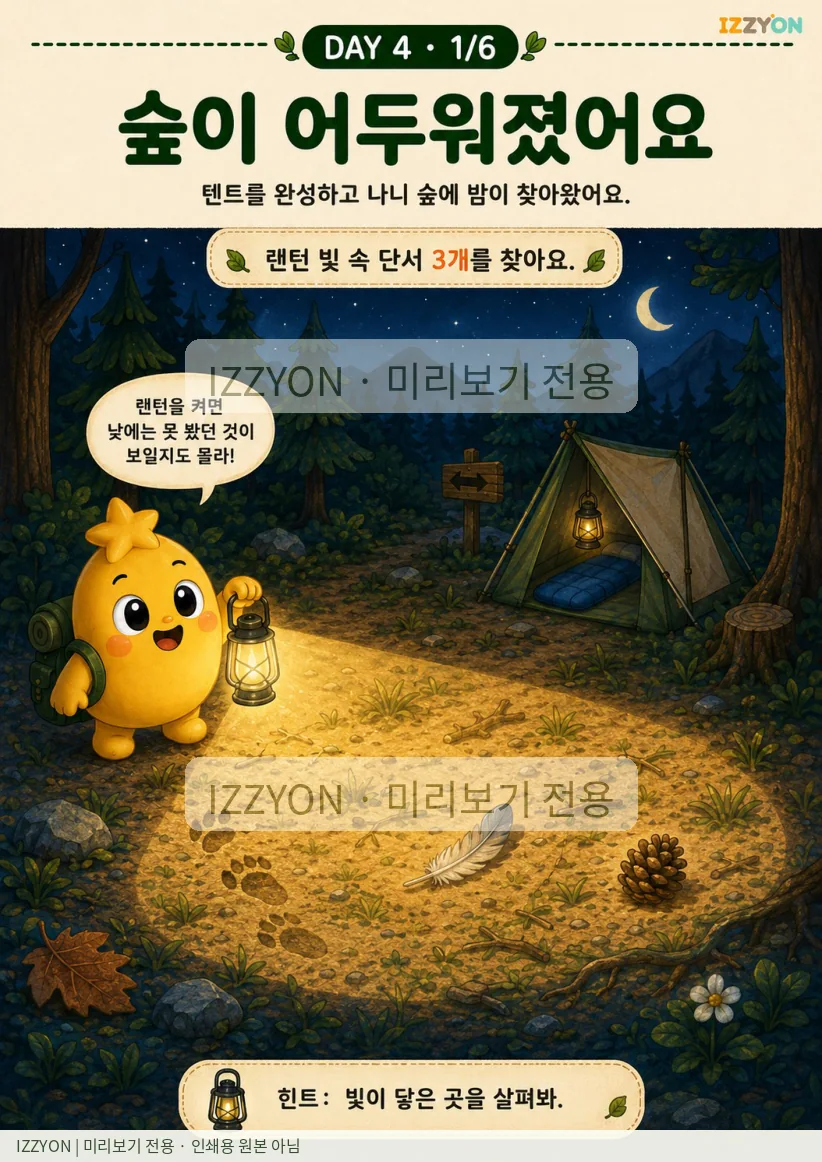 IZZYON
DAY 4 · 1/6
숲이 어두워졌어요
텐트를 완성하고 나니 숲에 밤이 찾아왔어요.
랜턴 빛 속 단서 3개를 찾아요.
IZZYON · 미리보기 전용
랜턴을 켜면
낮에는 못 봤던 것이
보일지도 몰라!
IZZYON · 미리보기 전용
힌트: 빛이 닿은 곳을 살펴봐.
IZZYON | 미리보기 전용 · 인쇄용 원본 아님